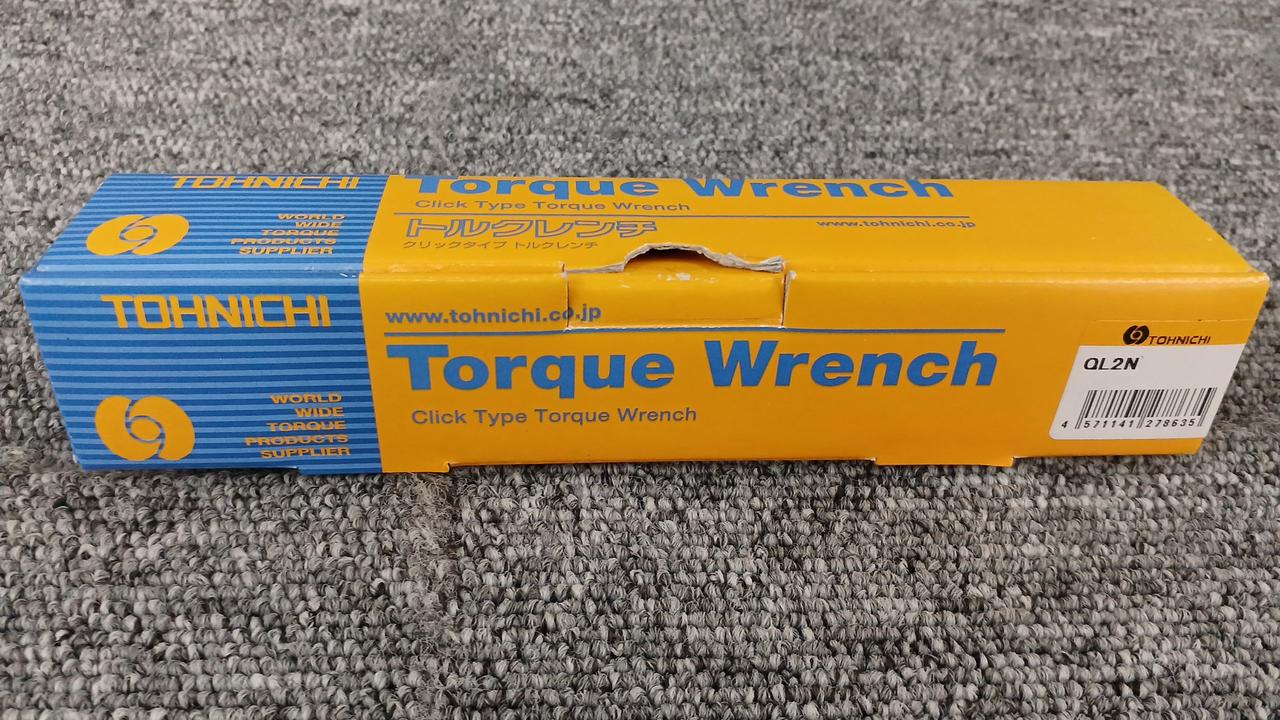 TOHNICHI
WORLD
WIDE
TORQUE
PRODUCTS
SUPPLIER
Torque Wrench
Click Type Torque Wrench
トルクレンチ
クリックタイプ トルクレンチ
www.tohnichi.co.jp
TOHNICHI
WORLD
WIDE
TORQUE
PRODUCTS
SUPPLIER
www.tohnichi.co.jp
Torque Wrench
Click Type Torque Wrench
TOHNICHI
QL2N
4 571141 278635